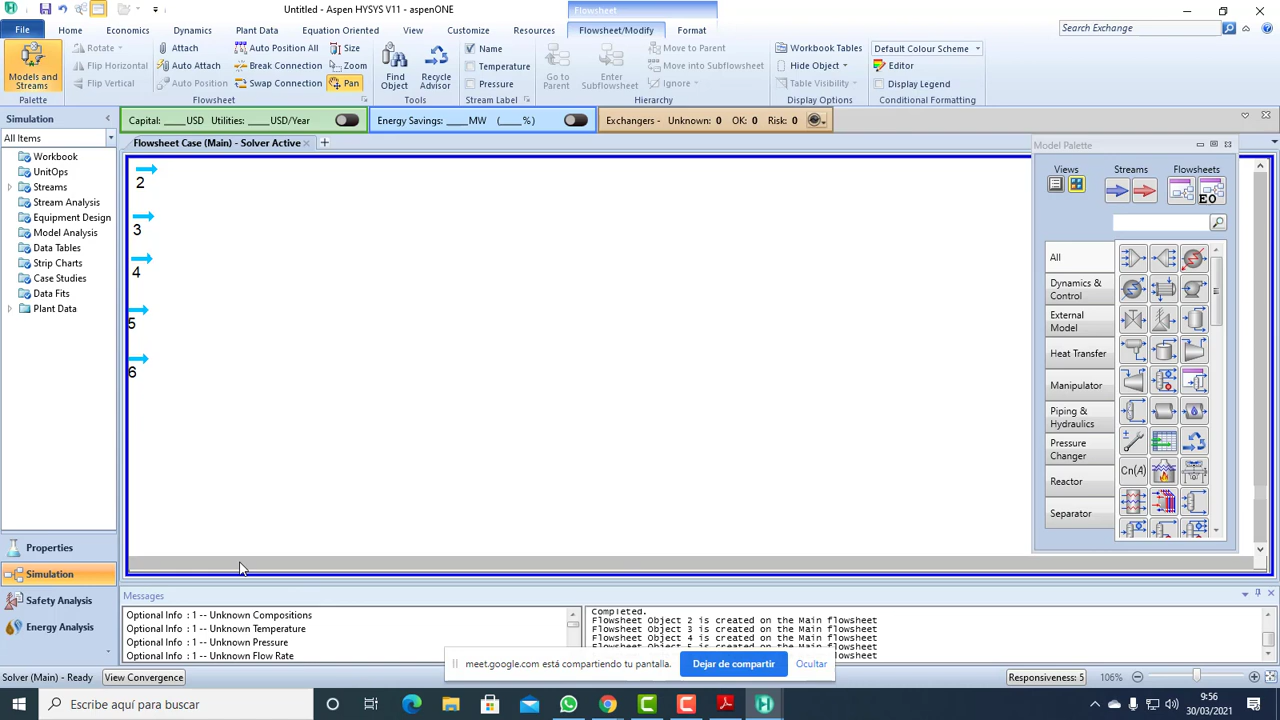 Untitled - Aspen HYSYS V11 - aspenONE
Flowsheet
File
Home
Economics
Dynamics
Plant Data
Equation Oriented
View
Customize
Resources
Flowsheet/Modify
Format
Search Exchange
Models and Streams
Palette
Rotate
Flip Horizontal
Flip Vertical
Attach
Auto Attach
Auto Position
Auto Position All
Break Connection
Swap Connection
Size
Zoom
Pan
Flowsheet
Find Object
Recycle Advisor
Tools
Name
Temperature
Pressure
Stream Label
Go to Parent
Enter Subflowsheet
Move to Parent
Move into Subflowsheet
Ignore
Hierarchy
Workbook Tables
Hide Object
Table Visibility
Display Options
Default Colour Scheme
Editor
Display Legend
Conditional Formatting
Simulation
All Items
Workbook
UnitOps
Streams
Stream Analysis
Equipment Design
Model Analysis
Data Tables
Strip Charts
Case Studies
Data Fits
Plant Data
Properties
Simulation
Safety Analysis
Energy Analysis
Capital: ____USD Utilities: ____USD/Year
Energy Savings: ____MW (____%)
Exchangers - Unknown: 0 OK: 0 Risk: 0
Flowsheet Case (Main) - Solver Active
2
3
4
5
6
Model Palette
Views
Streams
Flowsheets
EO
All
Dynamics & Control
External Model
Heat Transfer
Manipulator
Piping & Hydraulics
Pressure Changer
Reactor
Separator
Cn(A)
Messages
Optional Info : 1 -- Unknown Compositions
Optional Info : 1 -- Unknown Temperature
Optional Info : 1 -- Unknown Pressure
Optional Info : 1 -- Unknown Flow Rate
Completed.
Flowsheet Object 2 is created on the Main flowsheet
Flowsheet Object 3 is created on the Main flowsheet
Flowsheet Object 4 is created on the Main flowsheet
meet.google.com está compartiendo tu pantalla.
Dejar de compartir
Ocultar
Solver (Main) - Ready
View Convergence
Responsiveness: 5
106%
Escribe aquí para buscar
9:56
30/03/2021